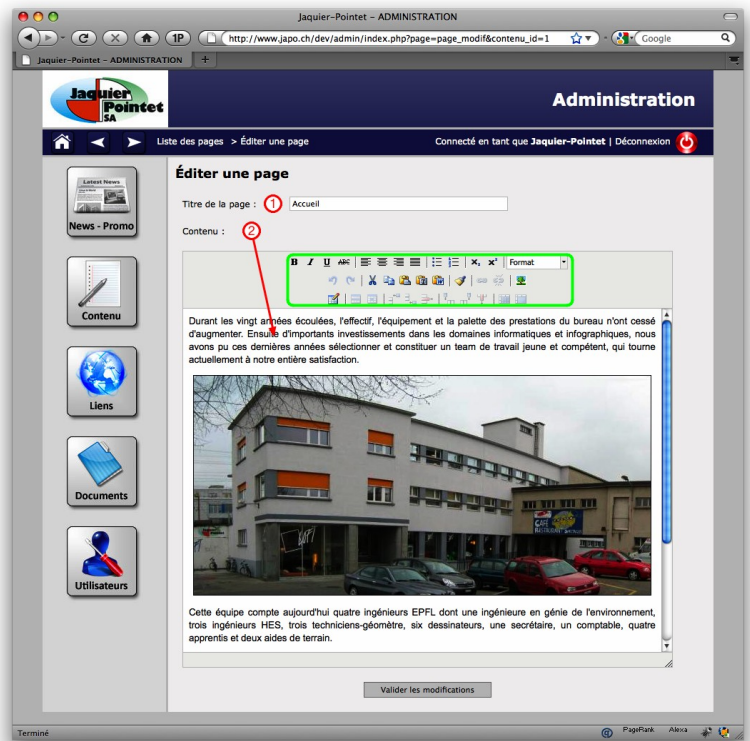 Jaquier-Pointet – ADMINISTRATION
1P
http://www.japo.ch/dev/admin/index.php?page=page_modif&contenu_id=1
Google
Jaquier-Pointet – ADMINISTRATION
+
Jaquier
Pointet
SA
Administration
Liste des pages > Éditer une page
Connecté en tant que Jaquier-Pointet | Déconnexion
Latest News
News - Promo
Contenu
Liens
Documents
Utilisateurs
Éditer une page
Titre de la page :
1
Accueil
Contenu :
2
B I U ABC
X₂ X²
Format
Durant les vingt années écoulées, l'effectif, l'équipement et la palette des prestations du bureau n'ont cessé
d'augmenter. Ensuite d'importants investissements dans les domaines informatiques et infographiques, nous
avons pu ces dernières années sélectionner et constituer un team de travail jeune et compétent, qui tourne
actuellement à notre entière satisfaction.
CAFÉ
RESTAURANT
Cette équipe compte aujourd'hui quatre ingénieurs EPFL dont une ingénieure en génie de l'environnement,
trois ingénieurs HES, trois techniciens-géomètre, six dessinateurs, une secrétaire, un comptable, quatre
apprentis et deux aides de terrain.
Valider les modifications
Terminé
PageRank
Alexa